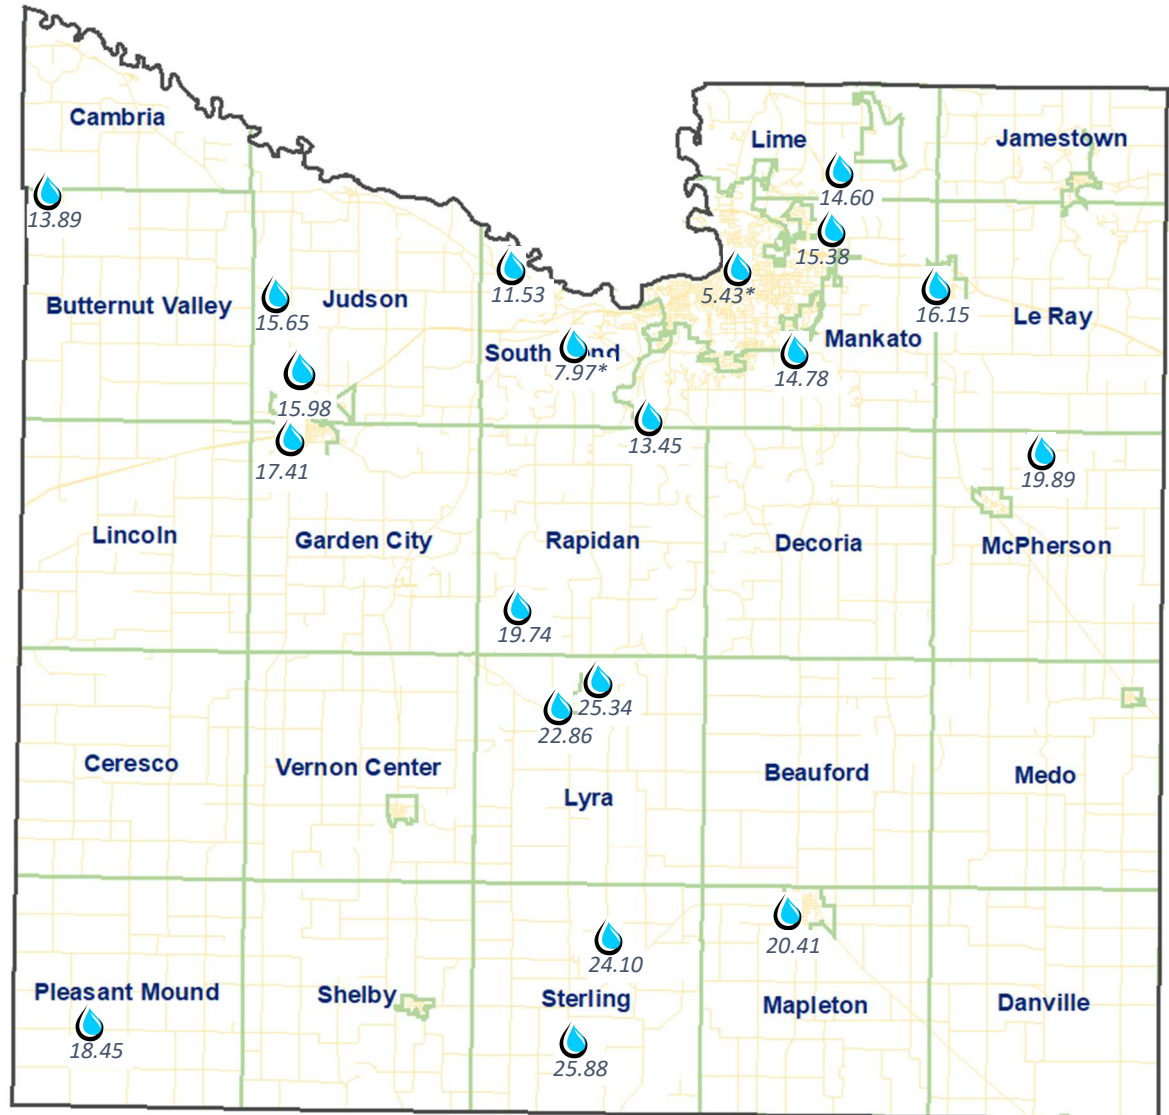 Cambria
Lime
Jamestown
14.60
13.89
15.38
11.53
5.43*
16.15
Butternut Valley
Judson
15.65
Le Ray
Mankato
South Bend
7.97*
14.78
15.98
13.45
17.41
19.89
Lincoln
Garden City
Rapidan
Decoria
McPherson
19.74
25.34
22.86
Ceresco
Vernon Center
Beauford
Medo
Lyra
20.41
24.10
Pleasant Mound
Shelby
Sterling
Mapleton
Danville
18.45
25.88